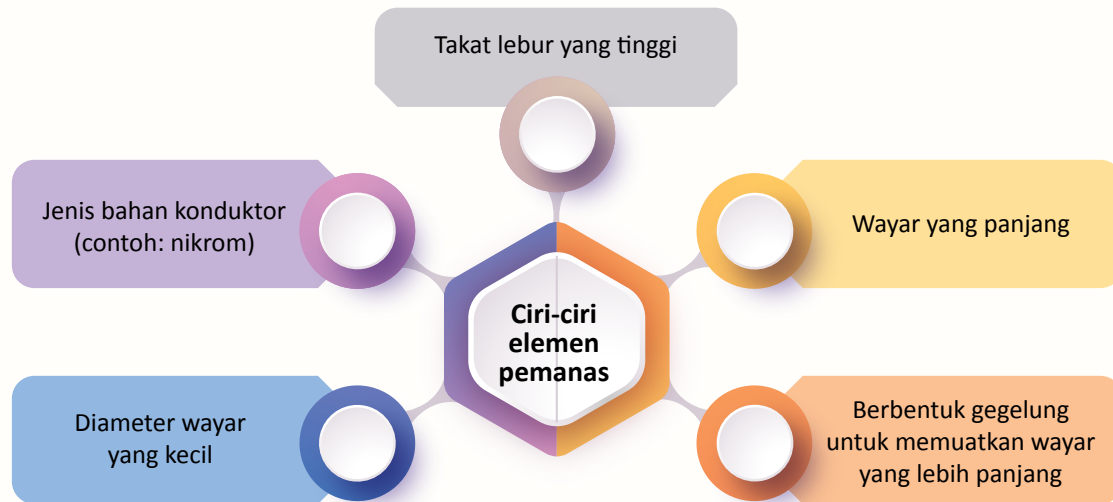 Takat lebur yang tinggi
Jenis bahan konduktor
(contoh: nikrom)
Wayar yang panjang
Ciri-ciri
elemen
pemanas
Diameter wayar
yang kecil
Berbentuk gegelung
untuk memuatkan wayar
yang lebih panjang